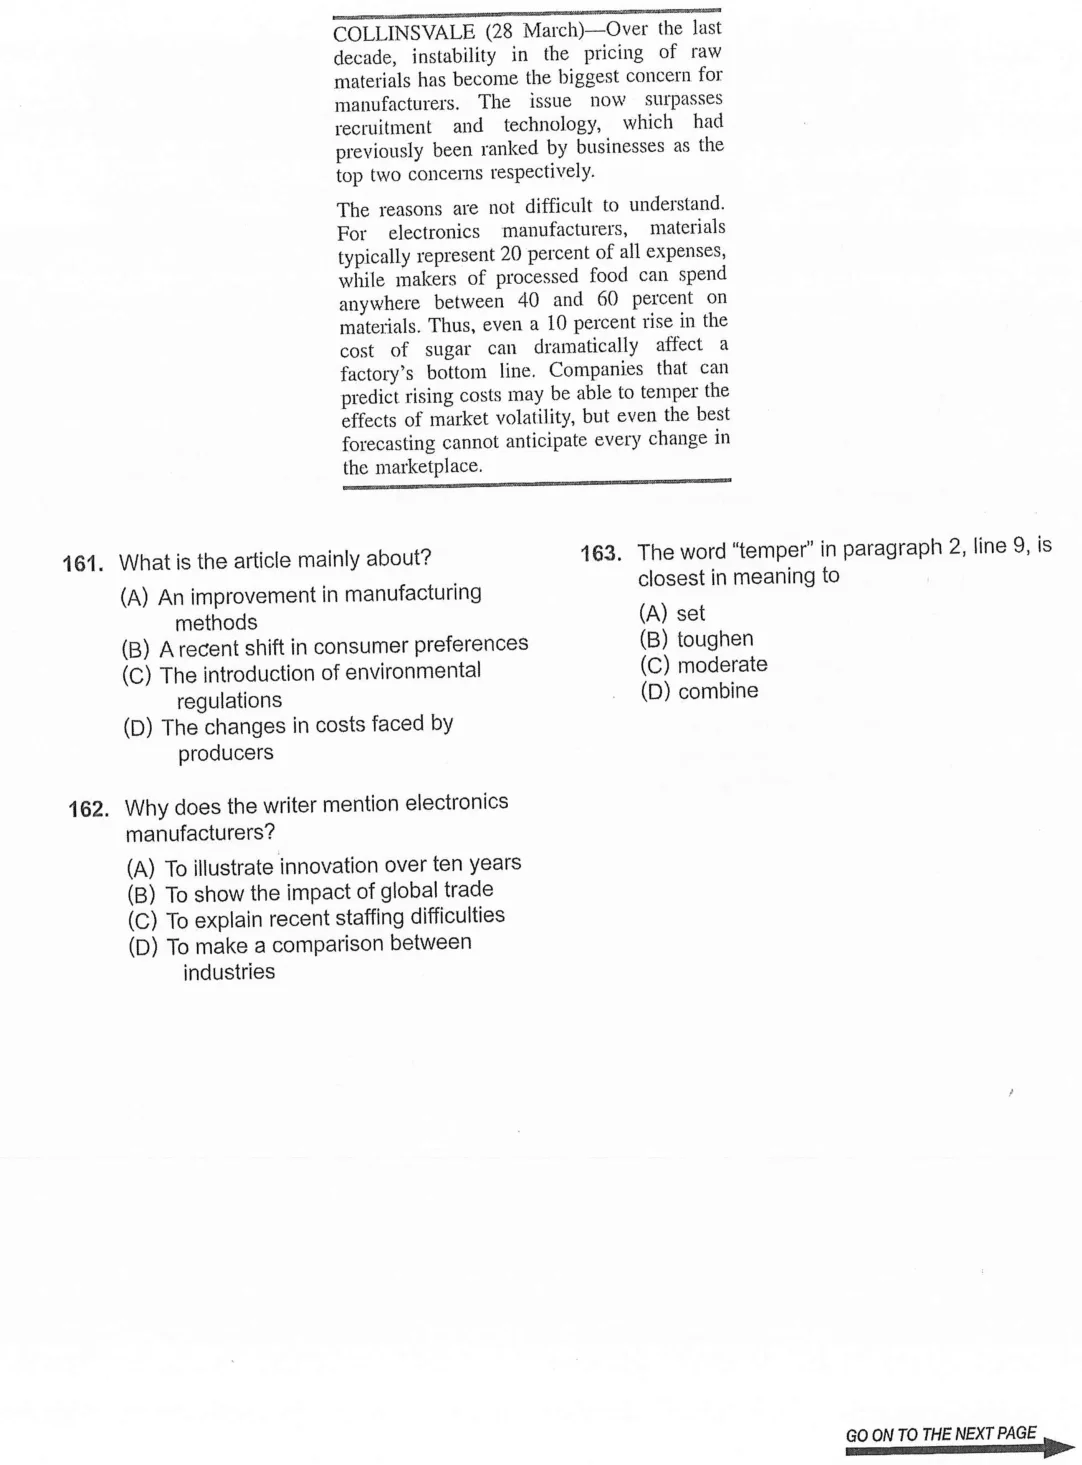 COLLINSVALE (28 March)—Over the last
decade, instability in the pricing of raw
materials has become the biggest concern for
manufacturers. The issue now surpasses
recruitment and technology, which had
previously been ranked by businesses as the
top two concerns respectively.
The reasons are not difficult to understand.
For electronics manufacturers, materials
typically represent 20 percent of all expenses,
while makers of processed food can spend
anywhere between 40 and 60 percent on
materials. Thus, even a 10 percent rise in the
cost of sugar can dramatically affect a
factory's bottom line. Companies that can
predict rising costs may be able to temper the
effects of market volatility, but even the best
forecasting cannot anticipate every change in
the marketplace.
161. What is the article mainly about?
(A) An improvement in manufacturing
methods
(B) A recent shift in consumer preferences
(C) The introduction of environmental
regulations
(D) The changes in costs faced by
producers
162. Why does the writer mention electronics
manufacturers?
(A) To illustrate innovation over ten years
(B) To show the impact of global trade
(C) To explain recent staffing difficulties
(D) To make a comparison between
industries
163. The word “temper” in paragraph 2, line 9, is
closest in meaning to
(A) set
(B) toughen
(C) moderate
(D) combine
GO ON TO THE NEXT PAGE